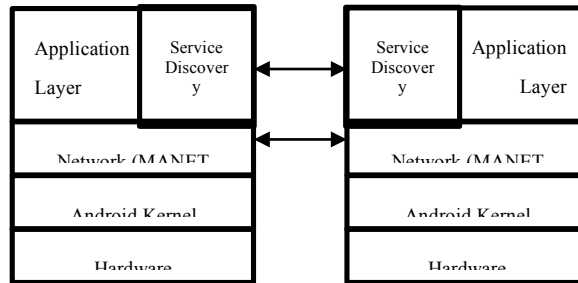 Application
Layer
Service
Discover
y
Network (MANET
Android Kernel
Hardware
Service
Discover
y
Application
Layer
Network (MANET
Android Kernel
Hardware